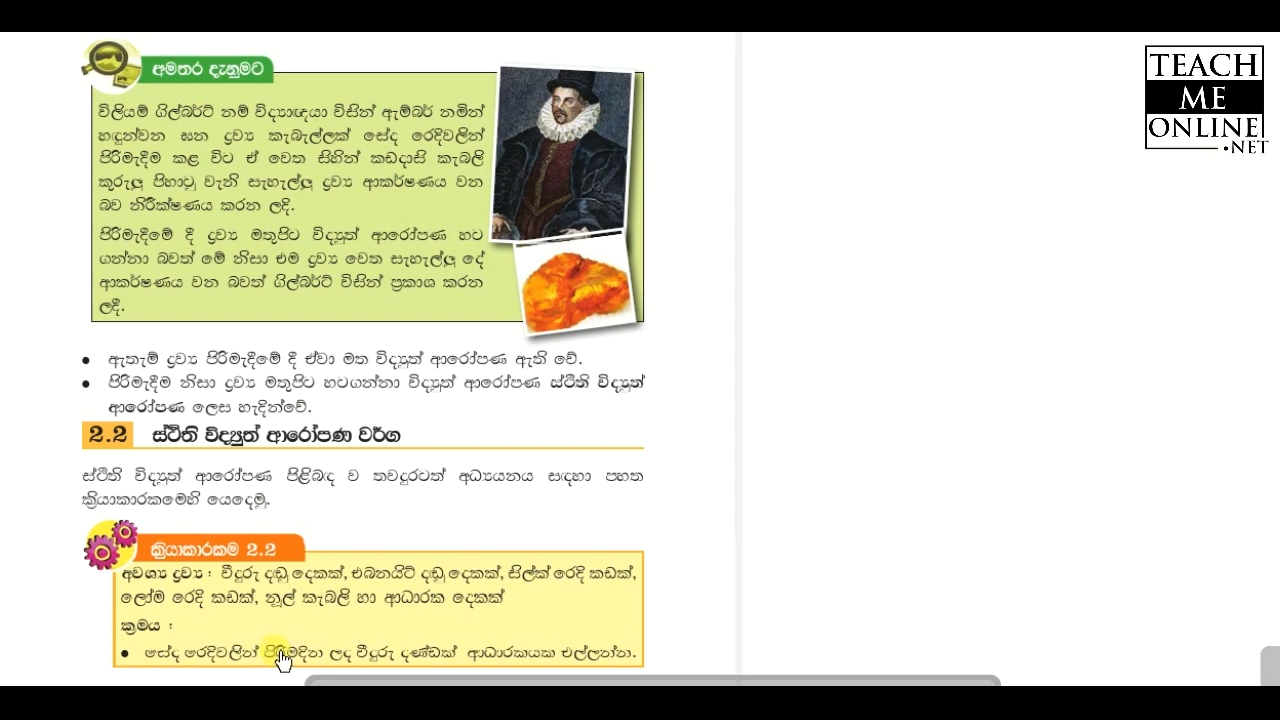 අමතර දැනුමට
විලියම් ගිල්බර්ට් නම් විද්‍යාඥයා විසින් ඇම්බර් නමින්
හඳුන්වන ඝන ද්‍රව්‍ය කැබැල්ලක් සේද රෙදිවලින්
පිරිමැදීම කළ විට ඒ වෙත සිහින් කඩදාසි කැබලි
කුරුලු පිහාටු වැනි සැහැල්ලු ද්‍රව්‍ය ආකර්ෂණය වන
බව නිරීක්ෂණය කරන ලදි.
පිරිමැදීමේ දී ද්‍රව්‍ය මතුපිට විද්‍යුත් ආරෝපණ හට
ගන්නා බවත් මේ නිසා එම ද්‍රව්‍ය වෙත සැහැල්ලු දේ
ආකර්ෂණය වන බවත් ගිල්බර්ට් විසින් ප්‍රකාශ කරන
ලදී.
• ඇතැම් ද්‍රව්‍ය පිරිමැදීමේ දී ඒවා මත විද්‍යුත් ආරෝපණ ඇති වේ.
• පිරිමැදීම නිසා ද්‍රව්‍ය මතුපිට හටගන්නා විද්‍යුත් ආරෝපණ ස්ථිති විද්‍යුත්
ආරෝපණ ලෙස හැඳින්වේ.
2.2 ස්ථිති විද්‍යුත් ආරෝපණ වර්ග
ස්ථිති විද්‍යුත් ආරෝපණ පිළිබඳ ව තවදුරටත් අධ්‍යයනය සඳහා පහත
ක්‍රියාකාරකමෙහි යෙදෙමු.
ක්‍රියාකාරකම 2.2
අවශ්‍ය ද්‍රව්‍ය : වීදුරු දඬු දෙකක්, එබනයිට් දඬු දෙකක්, සිල්ක් රෙදි කඩක්,
ලෝම රෙදි කඩක්, නූල් කැබලි හා ආධාරක දෙකක්
ක්‍රමය :
• සේද රෙදිවලින් පිරිමදින ලද වීදුරු දණ්ඩක් ආධාරකයක එල්ලන්න.
TEACH
ME
ONLINE
.NET